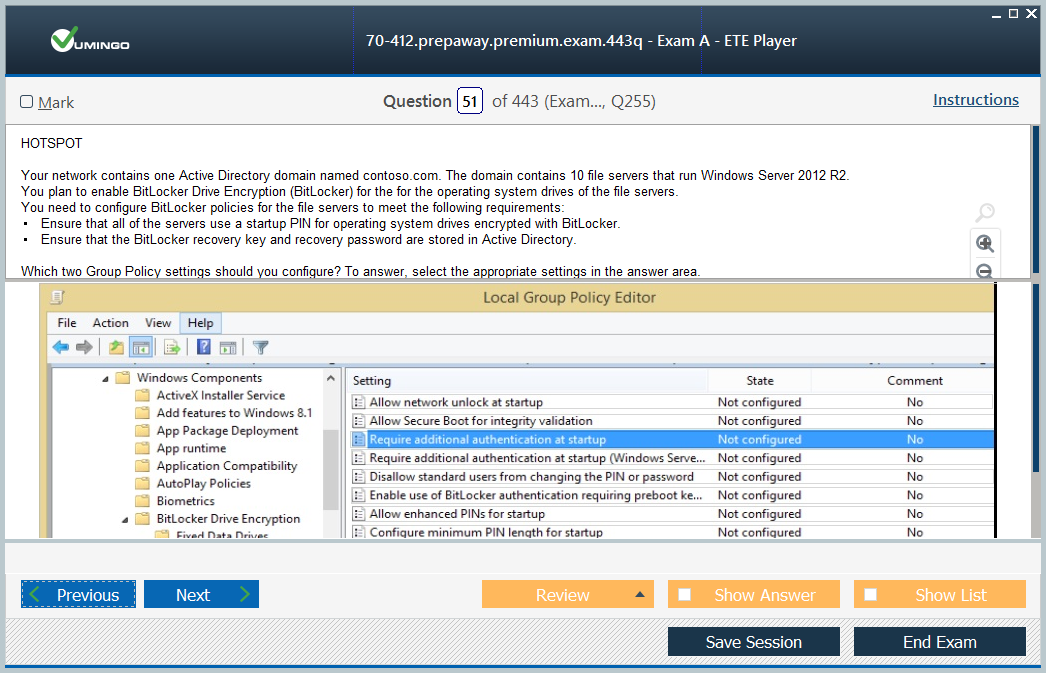 VUMINGO
70-412.prepaway.premium.exam.443q - Exam A - ETE Player
Mark
Question 51 of 443 (Exam..., Q255)
Instructions
HOTSPOT
Your network contains one Active Directory domain named contoso.com. The domain contains 10 file servers that run Windows Server 2012 R2.
You plan to enable BitLocker Drive Encryption (BitLocker) for the for the operating system drives of the file servers.
You need to configure BitLocker policies for the file servers to meet the following requirements:
▪ Ensure that all of the servers use a startup PIN for operating system drives encrypted with BitLocker.
▪ Ensure that the BitLocker recovery key and recovery password are stored in Active Directory.
Which two Group Policy settings should you configure? To answer, select the appropriate settings in the answer area.
Local Group Policy Editor
File Action View Help
Windows Components
ActiveX Installer Service
Add features to Windows 8.1
App Package Deployment
App runtime
Application Compatibility
AutoPlay Policies
Biometrics
BitLocker Drive Encryption
Fixed Data Drives
Setting State Comment
Allow network unlock at startup Not configured No
Allow Secure Boot for integrity validation Not configured No
Require additional authentication at startup Not configured No
Require additional authentication at startup (Windows Serve... Not configured No
Disallow standard users from changing the PIN or password Not configured No
Enable use of BitLocker authentication requiring preboot ke... Not configured No
Allow enhanced PINs for startup Not configured No
Configure minimum PIN length for startup Not configured No
Previous Next Review Show Answer Show List
Save Session End Exam